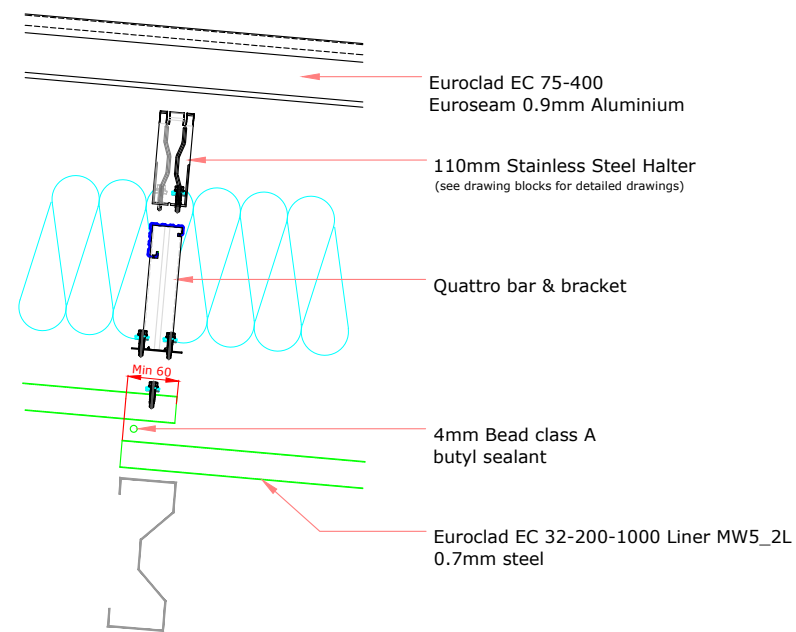 Euroclad EC 75-400
Euroseam 0.9mm Aluminium
110mm Stainless Steel Halter
(see drawing blocks for detailed drawings)
Quattro bar & bracket
Min 60
4mm Bead class A
butyl sealant
Euroclad EC 32-200-1000 Liner MW5_2L
0.7mm steel